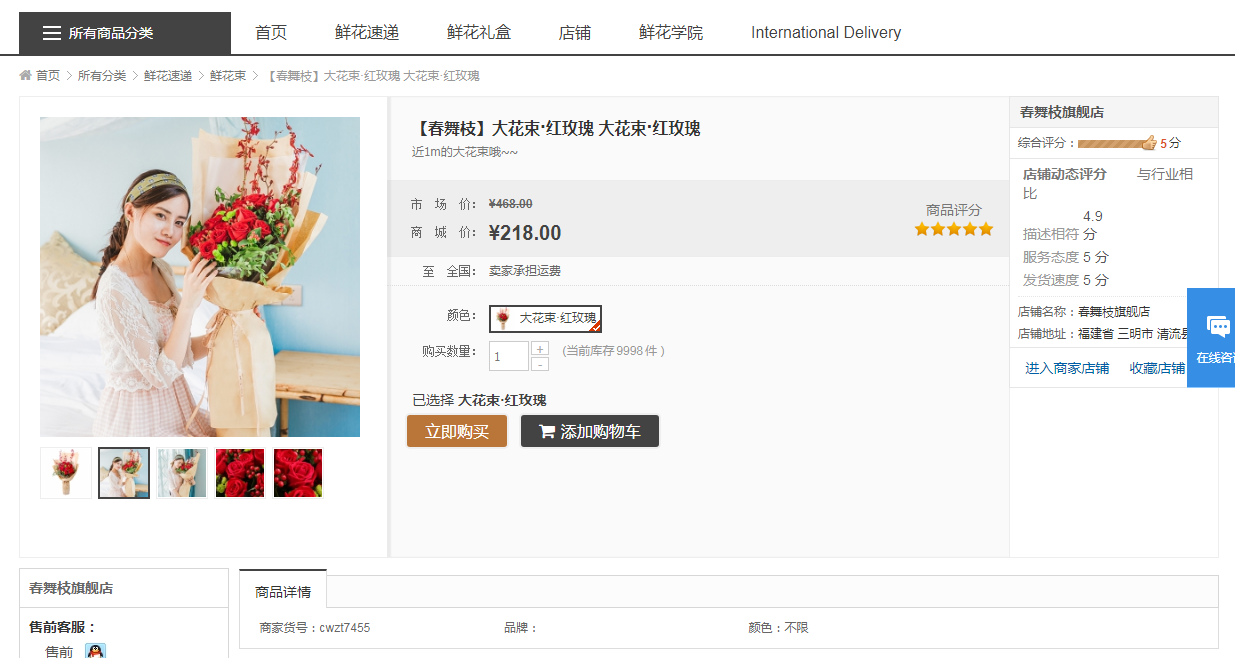 所有商品分类
首页
鲜花速递
鲜花礼盒
店铺
鲜花学院
International Delivery
首页 > 所有分类 > 鲜花速递 > 鲜花束 > 【春舞枝】大花束·红玫瑰 大花束·红玫瑰
【春舞枝】大花束·红玫瑰 大花束·红玫瑰
近1m的大花束哦~~
市 场 价: ¥468.00
商 城 价: ¥218.00
商品评分
至 全国: 卖家承担运费
颜色: 大花束·红玫瑰
购买数量: 1 + - (当前库存9998件)
已选择 大花束·红玫瑰
立即购买
添加购物车
春舞枝旗舰店
综合评分: 5分
店铺动态评分 与行业相
比
4.9
描述相符 分
服务态度 5 分
发货速度 5 分
店铺名称:春舞枝旗舰店
店铺地址:福建省 三明市 清流县
进入商家店铺 收藏店铺
在线咨
春舞枝旗舰店
售前客服:
售前
商品详情
商家货号:cwzt7455
品牌:
颜色:不限